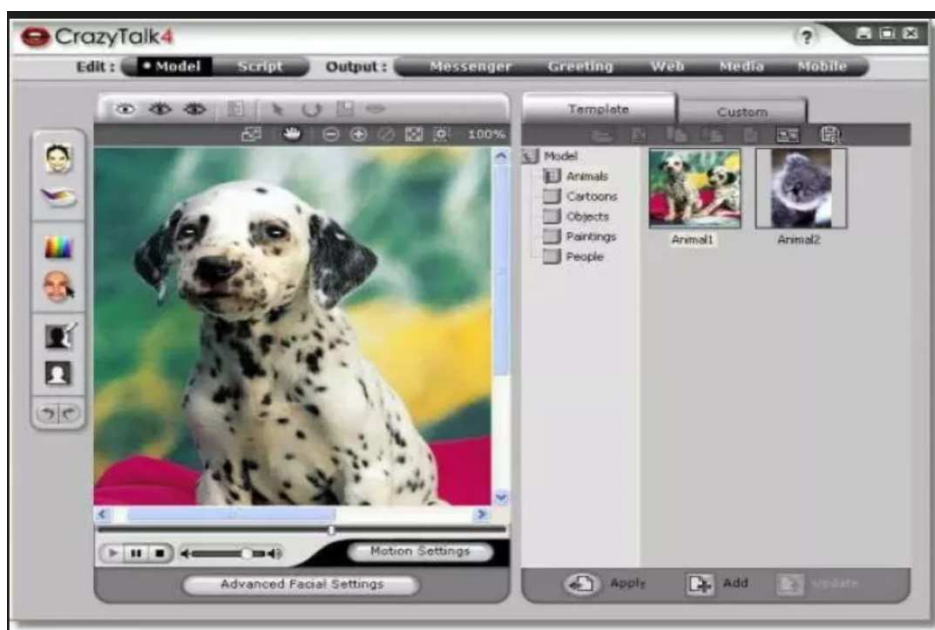 CrazyTalk4
?
Edit : Model Script Output : Messenger Greeting Web Media Mobile
Template Custom
100%
Model
Animals
Cartoons
Objects
Paintings
People
Animal1 Animal2
Motion Settings
Advanced Facial Settings
Apply Add Update